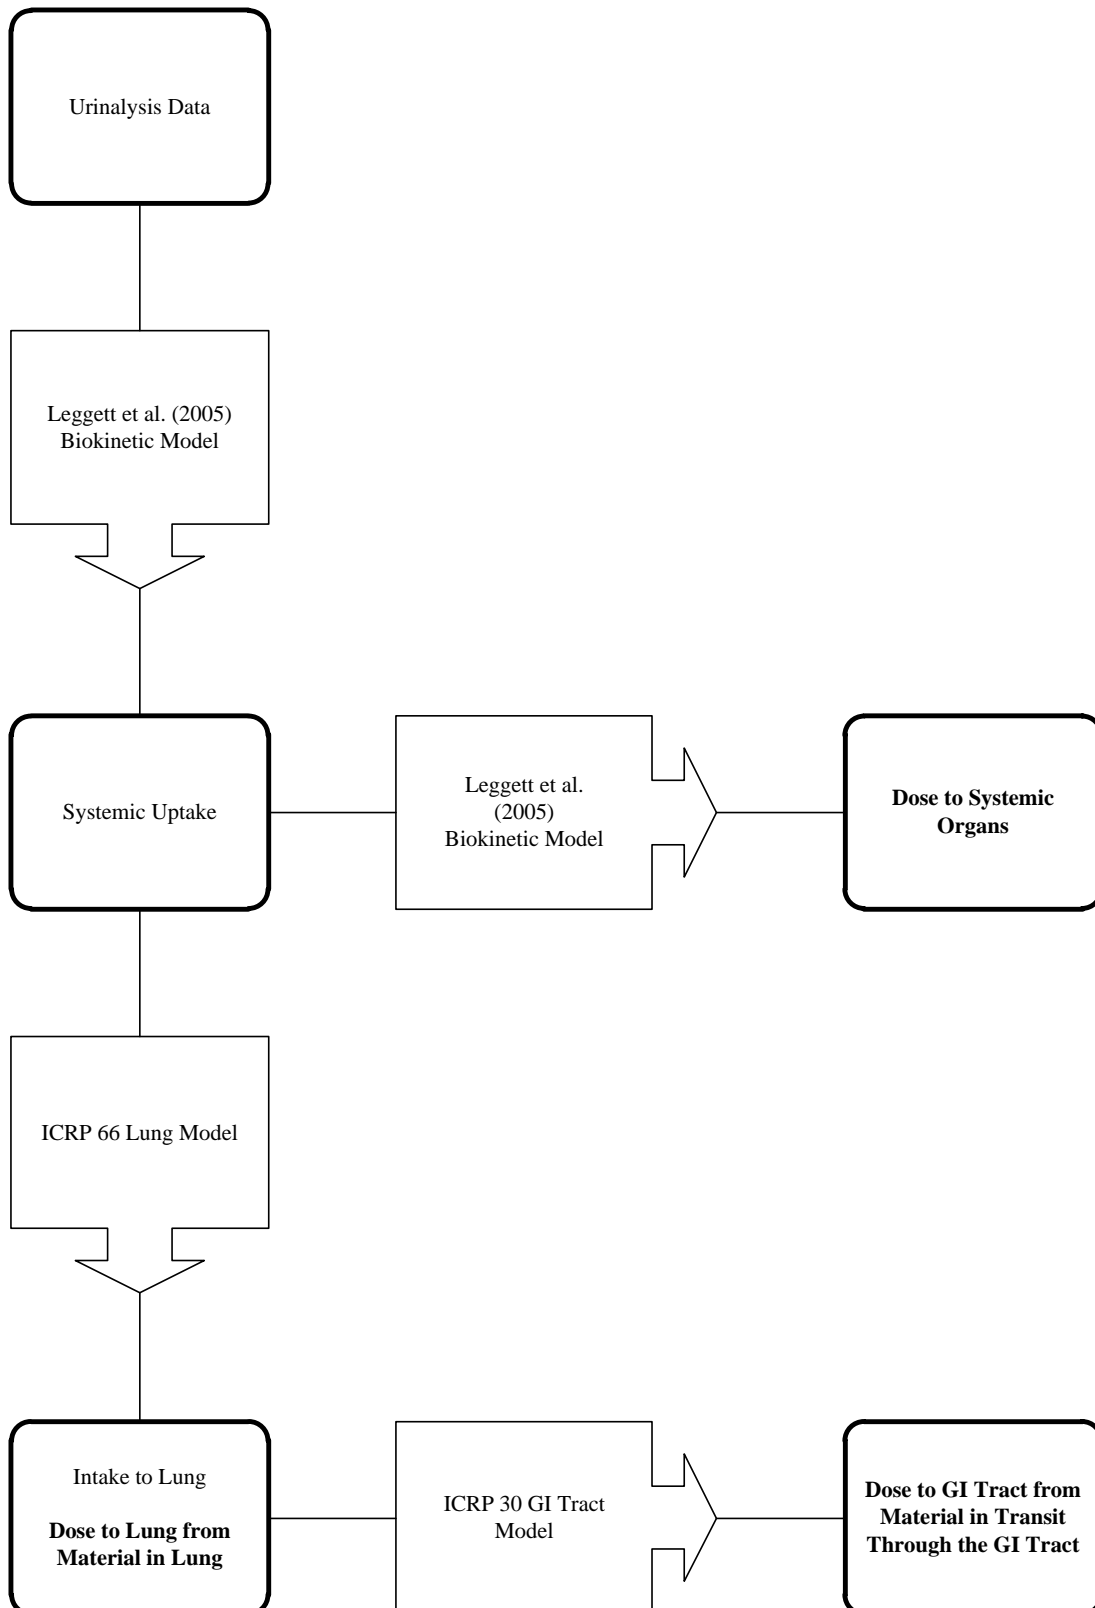 Urinalysis Data
Leggett et al. (2005)
Biokinetic Model
Systemic Uptake
Leggett et al.
(2005)
Biokinetic Model
Dose to Systemic
Organs
ICRP 66 Lung Model
Intake to Lung
Dose to Lung from
Material in Lung
ICRP 30 GI Tract
Model
Dose to GI Tract from
Material in Transit
Through the GI Tract